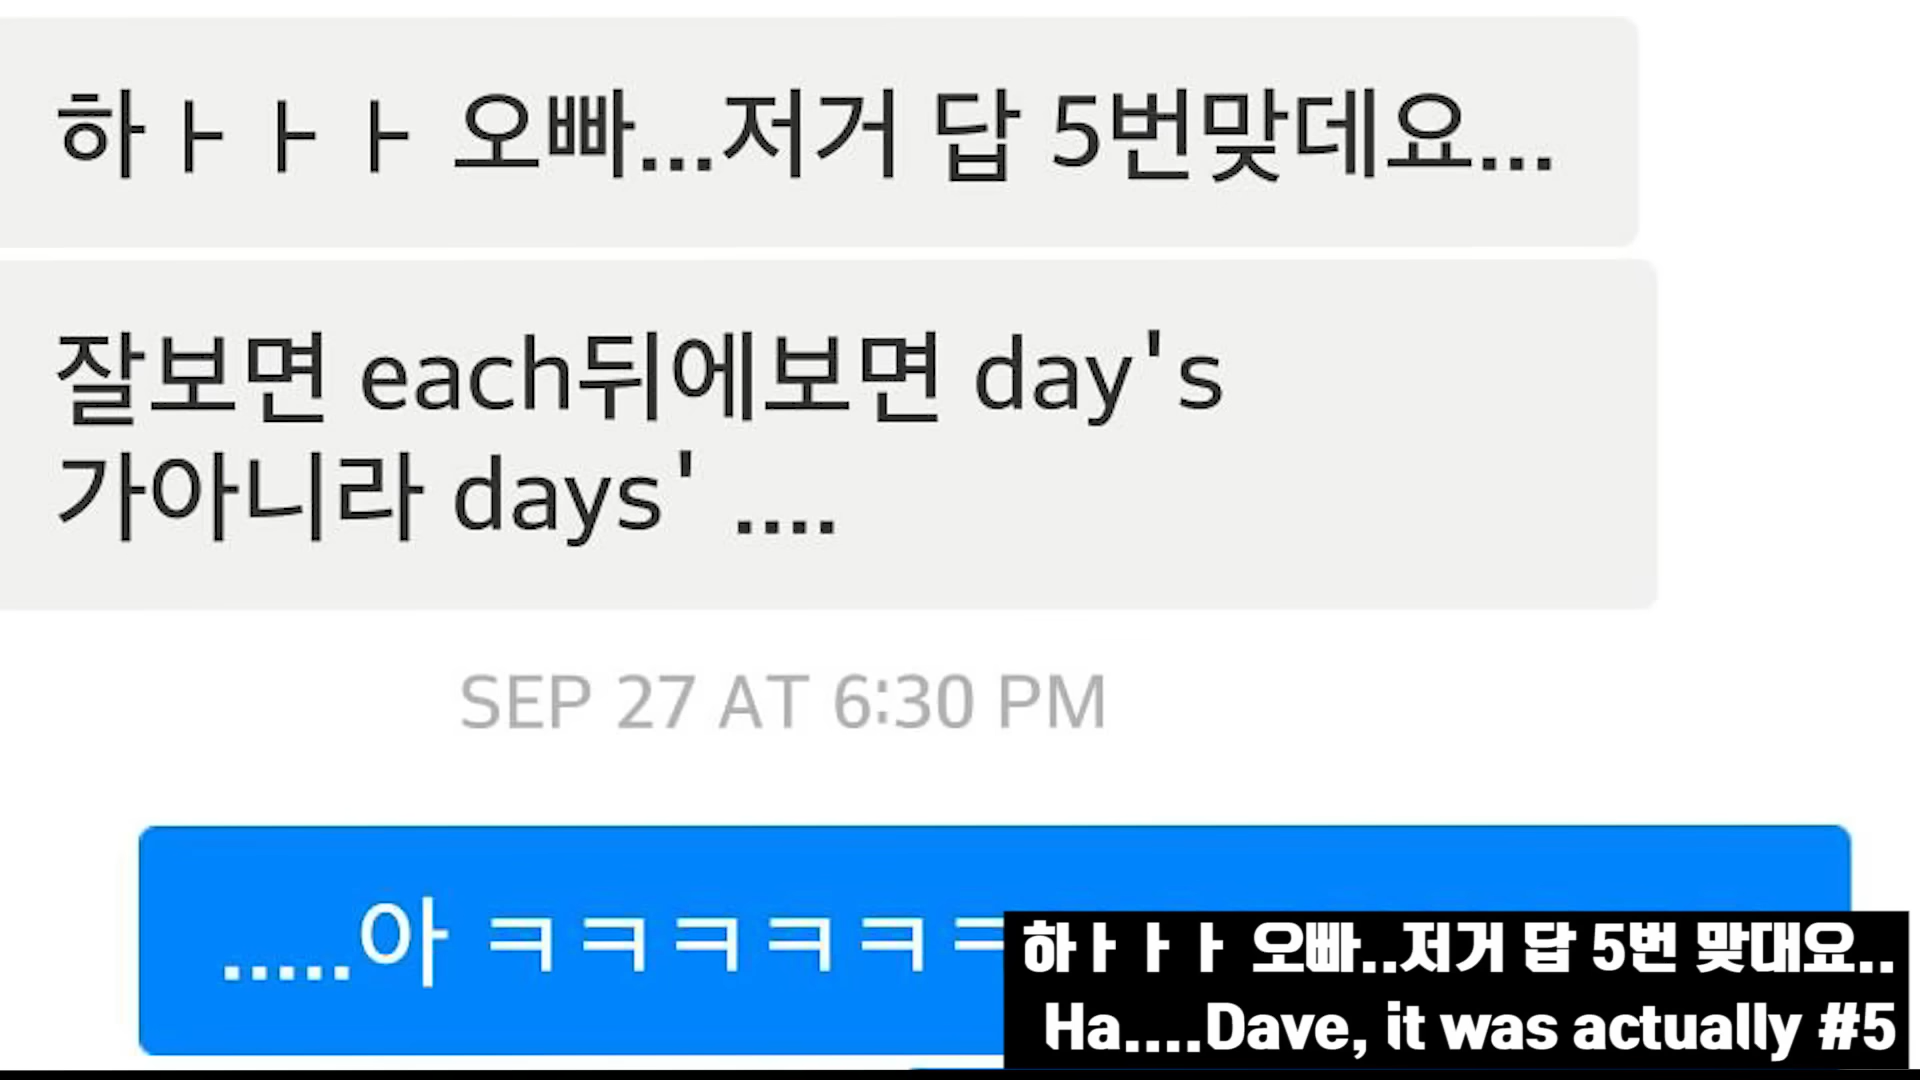 하ㅏㅏㅏ 오빠...저거 답 5번맞데요...
잘보면 each뒤에보면 day's
가아니라 days' ....
SEP 27 AT 6:30 PM
.....아 ㅋㅋㅋㅋㅋㅋ
하ㅏㅏㅏ 오빠..저거 답 5번 맞대요..
Ha....Dave, it was actually #5